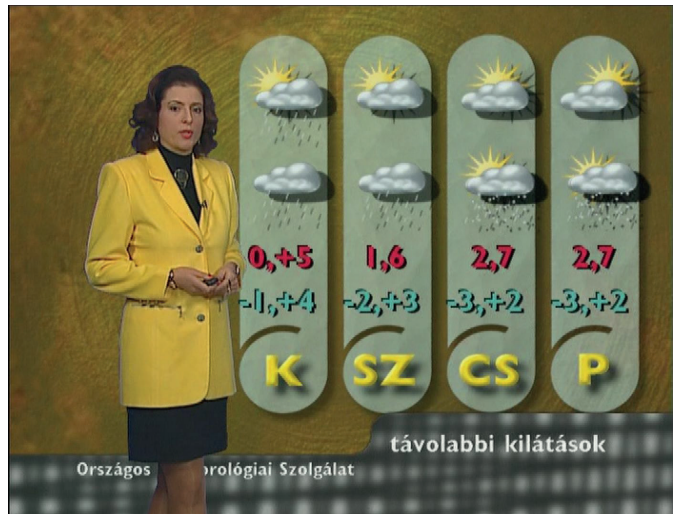 0,+5 1,6 2,7 2,7
-1,+4 -2,+3 -3,+2 -3,+2
K SZ CS P
távolabbi kilátások
Országos orológiai Szolgálat